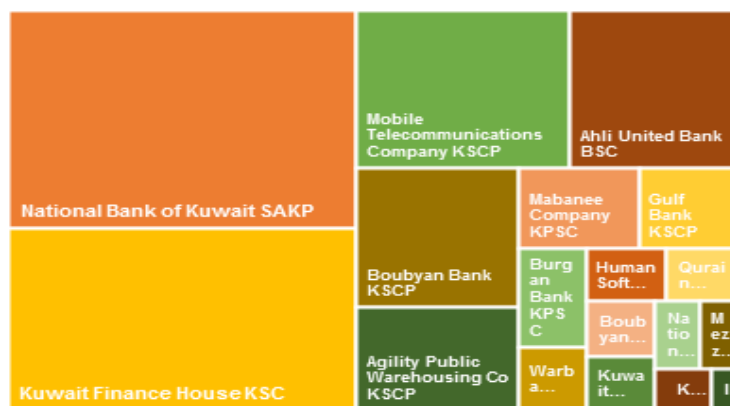 National Bank of Kuwait SAKP
Kuwait Finance House KSC
Mobile
Telecommunications
Company KSCP
Ahli United Bank
BSC
Boubyan Bank
KSCP
Agility Public
Warehousing Co
KSCP
Mabanee
Company
KPSC
Gulf
Bank
KSCP
Burg
an
Bank
KPS
C
Warb
a...
Human
Soft...
Qurai
n...
Boub
yan...
Kuwa
it...
Na
tio
n...
M
ez
z...
K...
I